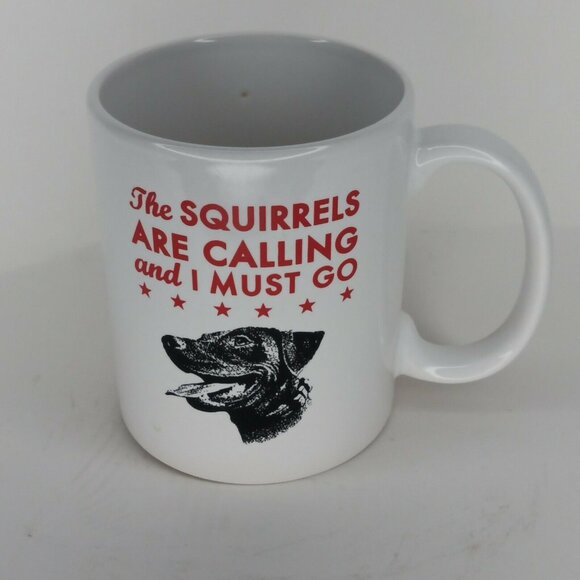 The SQUIRRELS
ARE CALLING
and I MUST GO